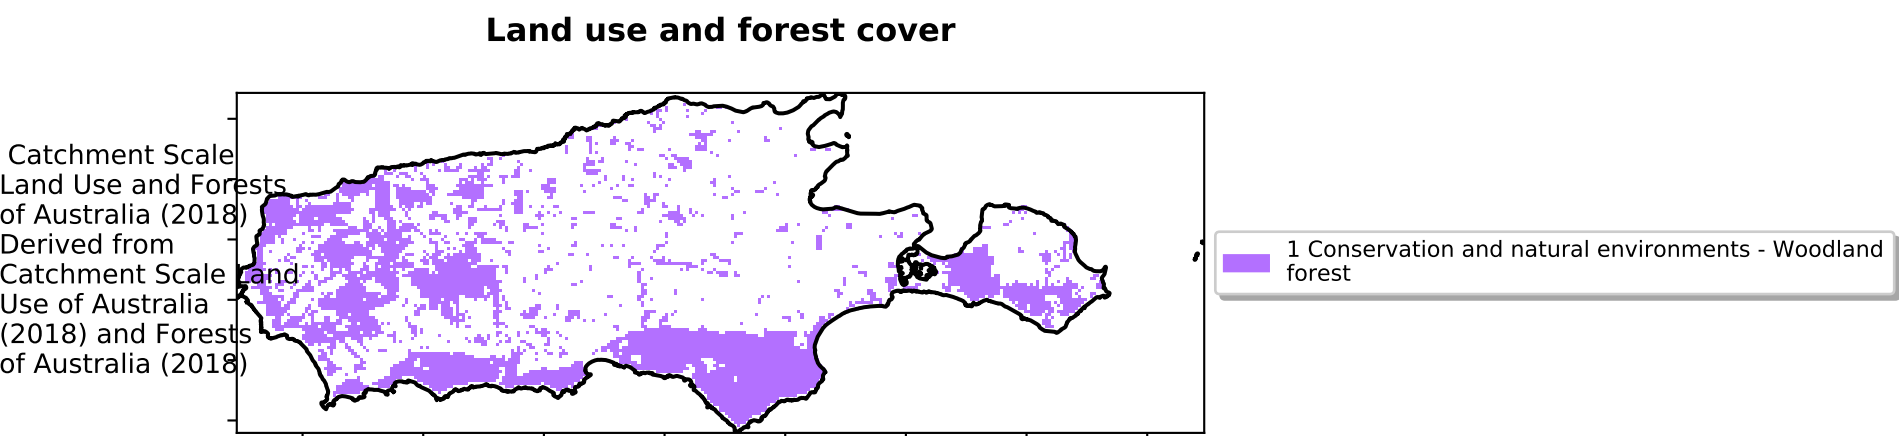 Land use and forest cover
Catchment Scale
Land Use and Forests
of Australia (2018)
Derived from
Catchment Scale Land
Use of Australia
(2018) and Forests
of Australia (2018)
1 Conservation and natural environments - Woodland
forest